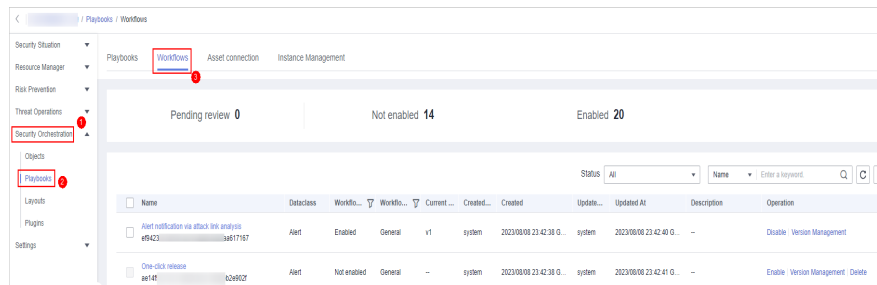 / Playbooks / Workflows
Security Situation
Resource Manager
Risk Prevention
Threat Operations
1
Security Orchestration
Objects
Playbooks 2
Layouts
Plugins
Settings
Playbooks Workflows Asset connection Instance Management
3
Pending review 0 Not enabled 14 Enabled 20
Status All Name Enter a keyword. C
Name Dataclass Workflo... Workflo... Current ... Created... Created Update... Updated At Description Operation
Alert notification via attack link analysis
ef9423 aa617167
Alert Enabled General v1 system 2023/08/08 23:42:38 G... system 2023/08/08 23:42:40 G... -- Disable Version Management
One-click release
ae14f b2e902f
Alert Not enabled General -- system 2023/08/08 23:42:38 G... system 2023/08/08 23:42:41 G... -- Enable Version Management Delete